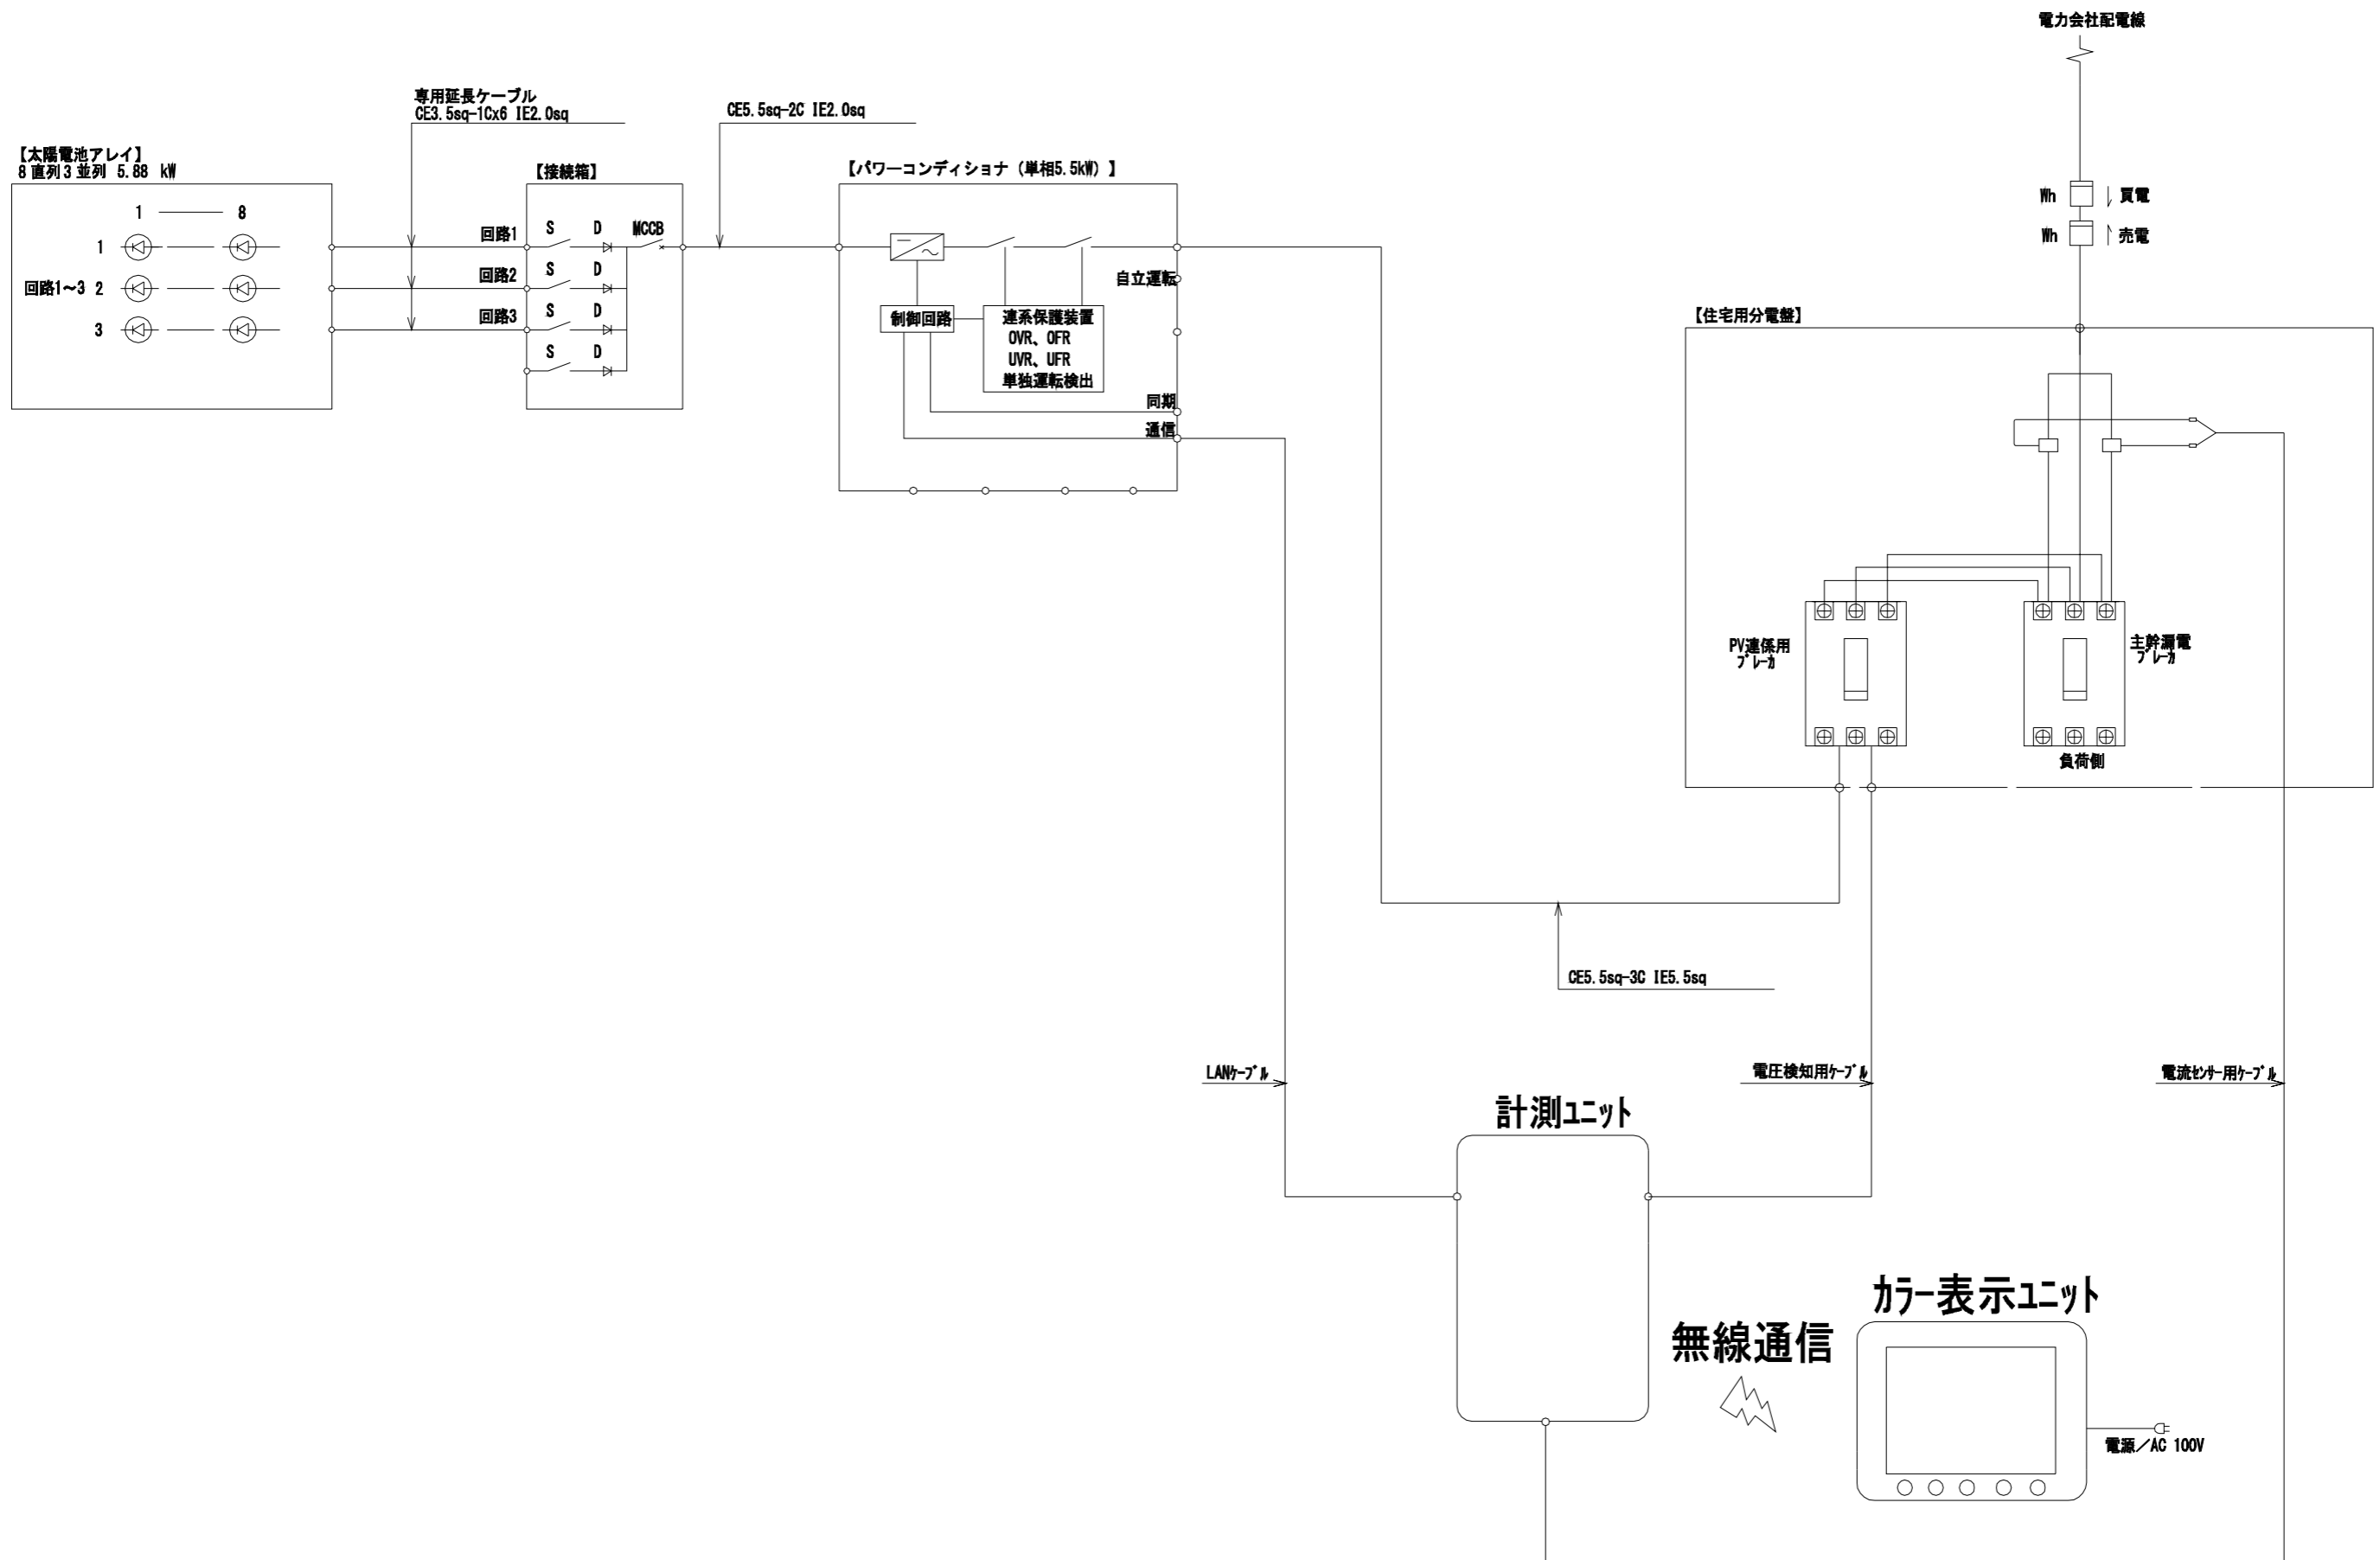 電力会社配電線
専用延長ケーブル
CE3.5sq-1Cx6 IE2.0sq
CE5.5sq-2C IE2.0sq
【太陽電池アレイ】
8 直列 3 並列 5.88 kW
【接続箱】
【パワーコンディショナ（単相5.5kW）】
Wh 買電
Wh 売電
1 8
1
回路1～3 2
3
回路1
回路2
回路3
S D MCCB
S D
S D
S D
自立運転
制御回路
連系保護装置
OVR、OFR
UVR、UFR
単独運転検出
同期
通信
【住宅用分電盤】
PV連係用
ﾌﾞﾚｰｶ
主幹漏電
ﾌﾞﾚｰｶ
負荷側
CE5.5sq-3C IE5.5sq
LANｹｰﾌﾞﾙ
電圧検知用ｹｰﾌﾞﾙ
電流ｾﾝｻｰ用ｹｰﾌﾞﾙ
計測ﾕﾆｯﾄ
ｶﾗｰ表示ﾕﾆｯﾄ
無線通信
電源／AC 100V